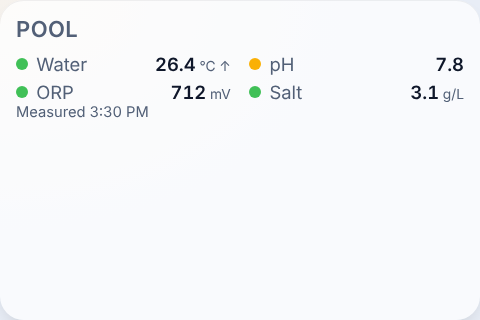 POOL
Water 26.4 °C ↑ pH 7.8
ORP 712 mV Salt 3.1 g/L
Measured 3:30 PM